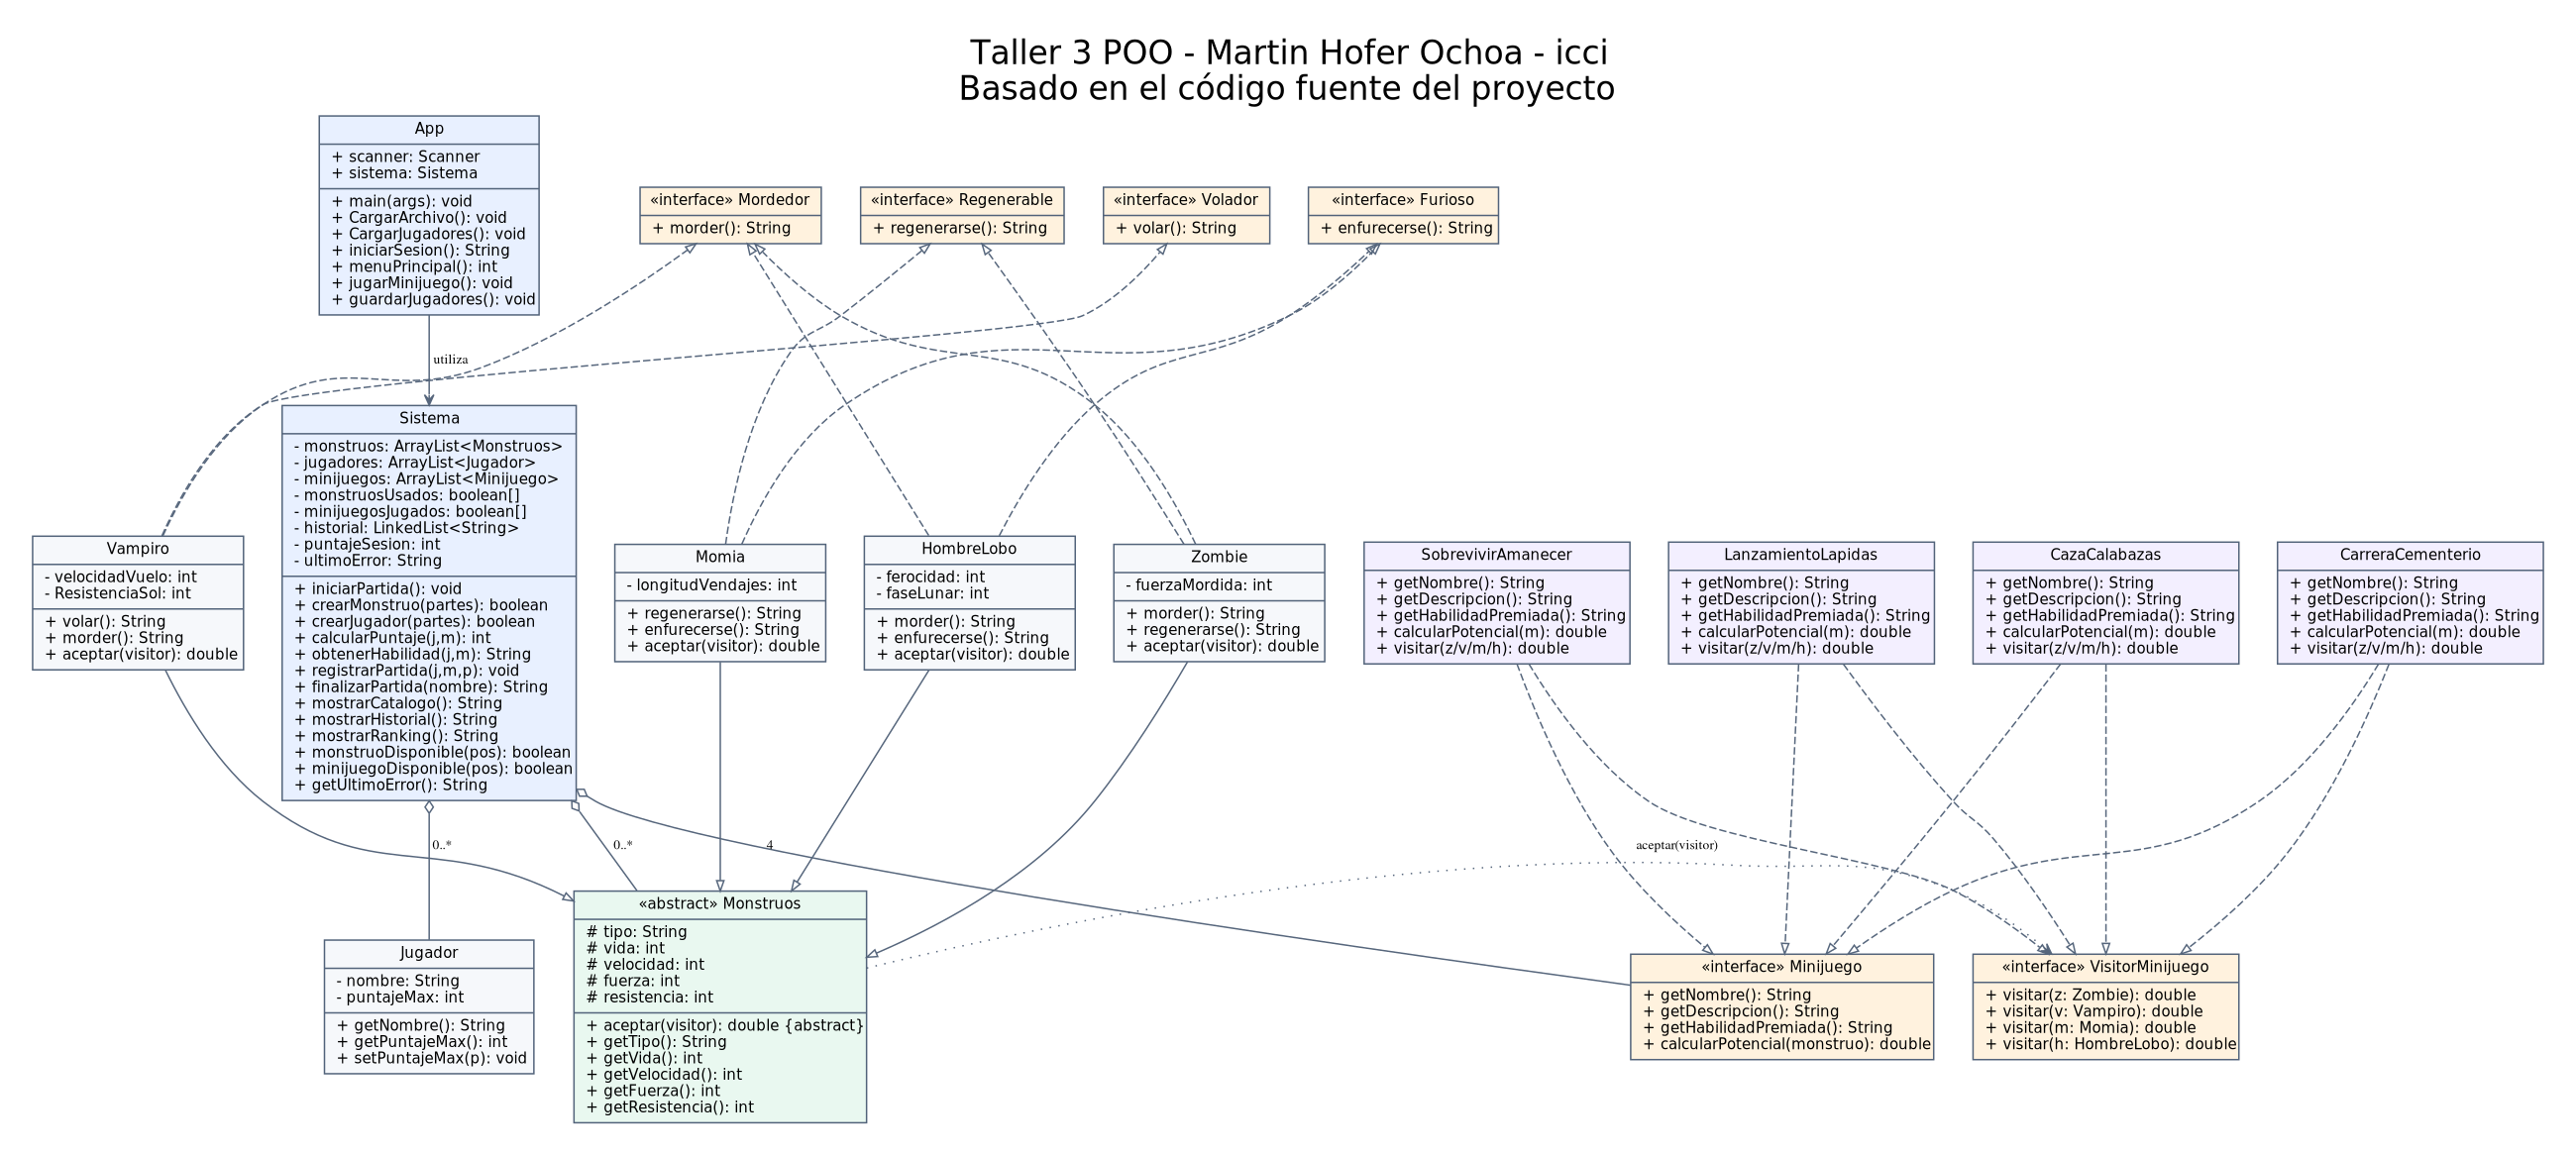 Taller 3 POO - Martin Hofer Ochoa - icci
Basado en el código fuente del proyecto
App
+ scanner: Scanner
+ sistema: Sistema
+ main(args): void
+ CargarArchivo(): void
+ CargarJugadores(): void
+ iniciarSesion(): String
+ menuPrincipal(): int
+ jugarMinijuego(): void
+ guardarJugadores(): void
«interface» Mordedor
+ morder(): String
«interface» Regenerable
+ regenerarse(): String
«interface» Volador
+ volar(): String
«interface» Furioso
+ enfurecerse(): String
utiliza
Vampiro
- velocidadVuelo: int
- ResistenciaSol: int
+ volar(): String
+ morder(): String
+ aceptar(visitor): double
Sistema
- monstruos: ArrayList<Monstruos>
- jugadores: ArrayList<Jugador>
- minijuegos: ArrayList<Minijuego>
- monstruosUsados: boolean[]
- minijuegosJugados: boolean[]
- historial: LinkedList<String>
- puntajeSesion: int
- ultimoError: String
+ iniciarPartida(): void
+ crearMonstruo(partes): boolean
+ crearJugador(partes): boolean
+ calcularPuntaje(j,m): int
+ obtenerHabilidad(j,m): String
+ registrarPartida(j,m,p): void
+ finalizarPartida(nombre): String
+ mostrarCatalogo(): String
+ mostrarHistorial(): String
+ mostrarRanking(): String
+ monstruoDisponible(pos): boolean
+ minijuegoDisponible(pos): boolean
+ getUltimoError(): String
Momia
- longitudVendajes: int
+ regenerarse(): String
+ enfurecerse(): String
+ aceptar(visitor): double
HombreLobo
- ferocidad: int
- faseLunar: int
+ morder(): String
+ enfurecerse(): String
+ aceptar(visitor): double
Zombie
- fuerzaMordida: int
+ morder(): String
+ regenerarse(): String
+ aceptar(visitor): double
SobrevivirAmanecer
+ getNombre(): String
+ getDescripcion(): String
+ getHabilidadPremiada(): String
+ calcularPotencial(m): double
+ visitar(z/v/m/h): double
LanzamientoLapidas
+ getNombre(): String
+ getDescripcion(): String
+ getHabilidadPremiada(): String
+ calcularPotencial(m): double
+ visitar(z/v/m/h): double
CazaCalabazas
+ getNombre(): String
+ getDescripcion(): String
+ getHabilidadPremiada(): String
+ calcularPotencial(m): double
+ visitar(z/v/m/h): double
CarreraCementerio
+ getNombre(): String
+ getDescripcion(): String
+ getHabilidadPremiada(): String
+ calcularPotencial(m): double
+ visitar(z/v/m/h): double
0..*
0..*
4
aceptar(visitor)
Jugador
- nombre: String
- puntajeMax: int
+ getNombre(): String
+ getPuntajeMax(): int
+ setPuntajeMax(p): void
«abstract» Monstruos
# tipo: String
# vida: int
# velocidad: int
# fuerza: int
# resistencia: int
+ aceptar(visitor): double {abstract}
+ getTipo(): String
+ getVida(): int
+ getVelocidad(): int
+ getFuerza(): int
+ getResistencia(): int
«interface» Minijuego
+ getNombre(): String
+ getDescripcion(): String
+ getHabilidadPremiada(): String
+ calcularPotencial(monstruo): double
«interface» VisitorMinijuego
+ visitar(z: Zombie): double
+ visitar(v: Vampiro): double
+ visitar(m: Momia): double
+ visitar(h: HombreLobo): double